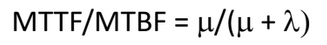 MTTF/MTBF = μ/(μ + λ)